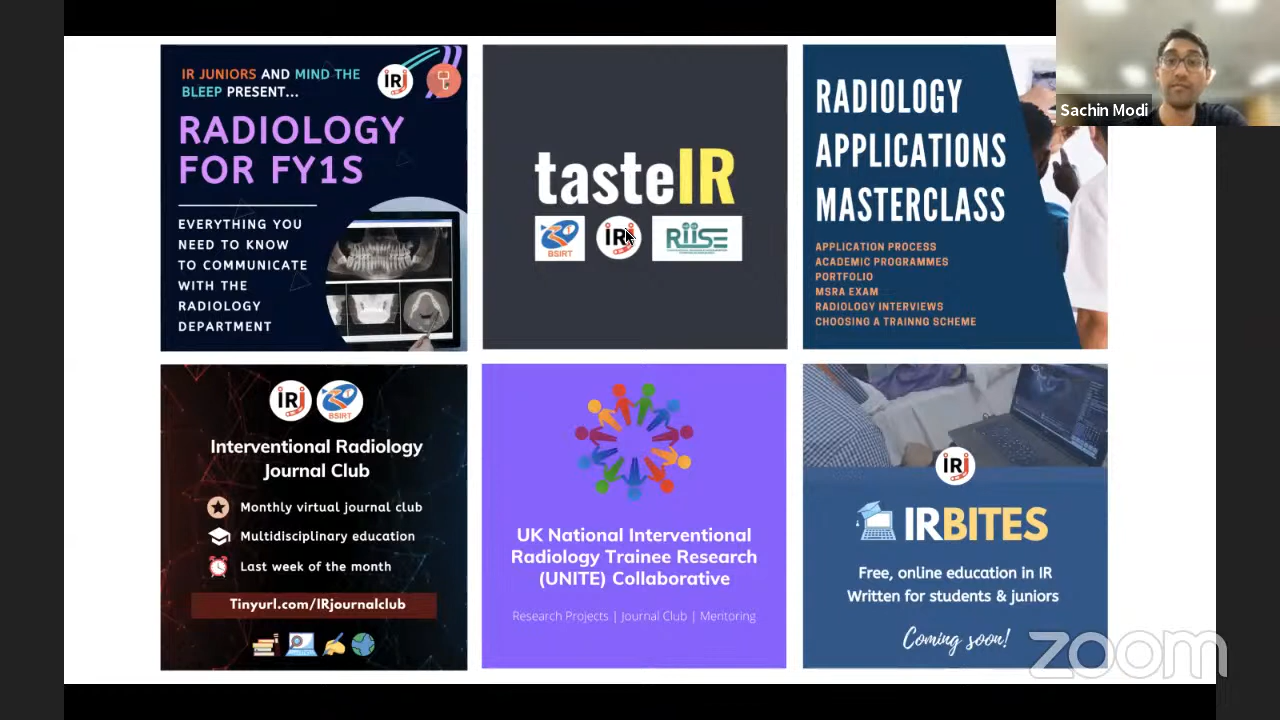 IR JUNIORS AND MIND THE
BLEEP PRESENT...
IRJ
RADIOLOGY
FOR FY1S
EVERYTHING YOU
NEED TO KNOW
TO COMMUNICATE
WITH THE
RADIOLOGY
DEPARTMENT
tasteIR
BSIRT
IRJ
RiiSE
RADIOLOGY
APPLICATIONS
MASTERCLASS
APPLICATION PROCESS
ACADEMIC PROGRAMMES
PORTFOLIO
MSRA EXAM
RADIOLOGY INTERVIEWS
CHOOSING A TRAINNG SCHEME
Sachin Modi
IRJ
BSIRT
Interventional Radiology
Journal Club
Monthly virtual journal club
Multidisciplinary education
Last week of the month
Tinyurl.com/IRjournalclub
UK National Interventional
Radiology Trainee Research
(UNITE) Collaborative
Research Projects | Journal Club | Mentoring
IRJ
IRBITES
Free, online education in IR
Written for students & juniors
Coming soon!
zoom